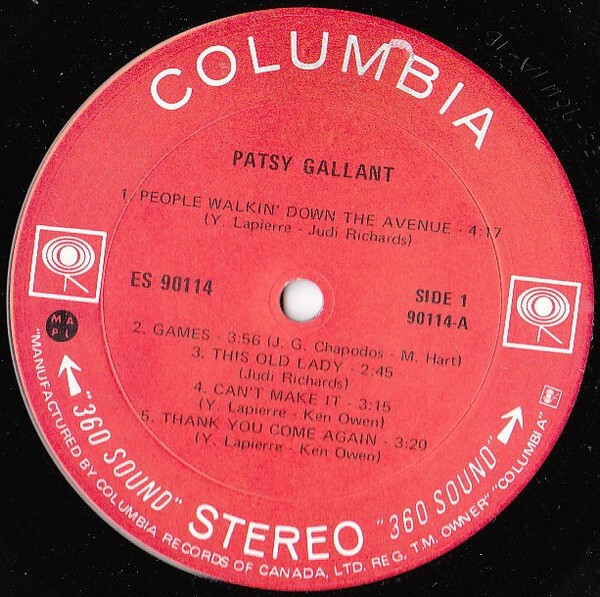 COLUMBIA
PATSY GALLANT
1. PEOPLE WALKIN' DOWN THE AVENUE - 4:17
(Y. Lapierre - Judi Richards)
ES 90114
SIDE 1
90114-A
MAPL
2. GAMES - 3:56 (J. G. Chapodos - M. Hart)
3. THIS OLD LADY - 2:45
(Judi Richards)
4. CAN'T MAKE IT - 3:15
(Y. Lapierre - Ken Owen)
5. THANK YOU COME AGAIN - 3:20
(Y. Lapierre - Ken Owen)
"360 SOUND" STEREO "360 SOUND"
"MANUFACTURED BY COLUMBIA RECORDS OF CANADA, LTD. REG. T.M. OWNER" "COLUMBIA"